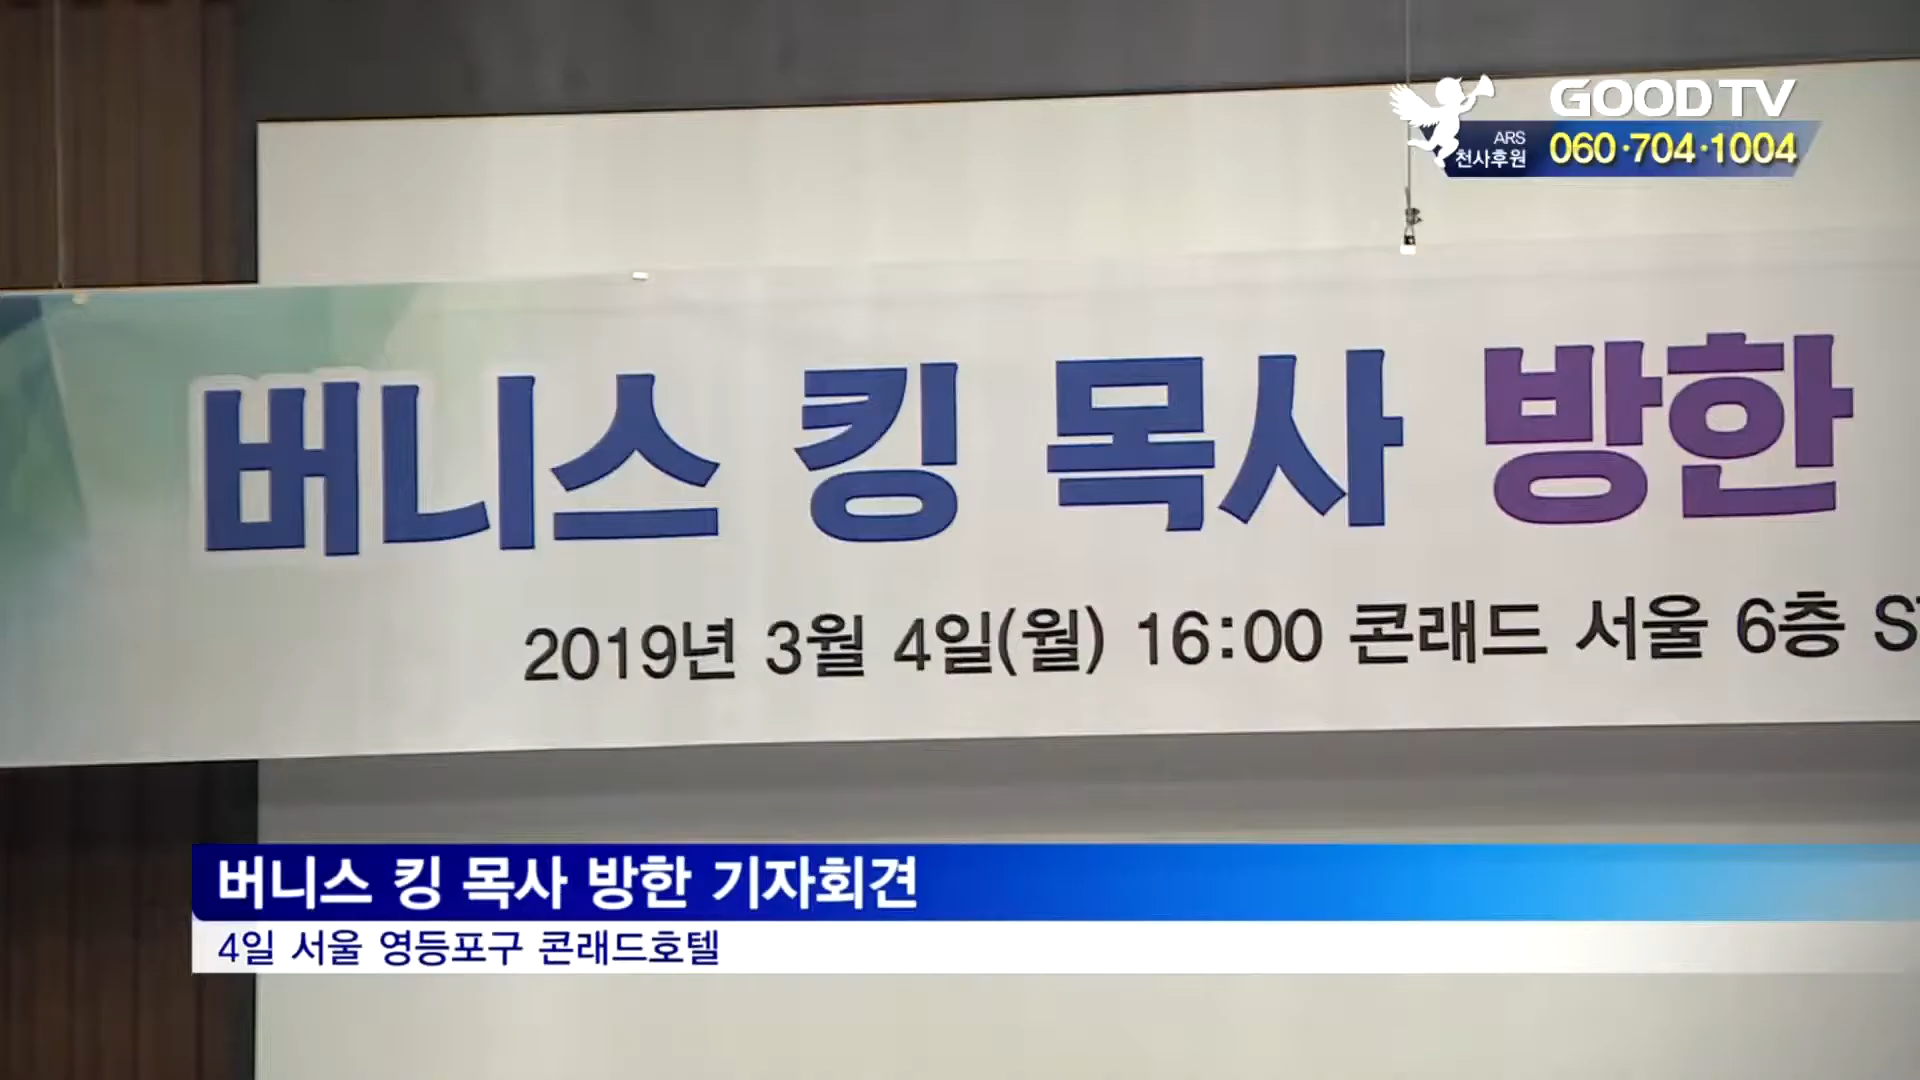 GOODTV
ARS
천사후원 060·704·1004
버니스 킹 목사 방한
2019년 3월 4일(월) 16:00 콘래드 서울 6층
버니스 킹 목사 방한 기자회견
4일 서울 영등포구 콘래드호텔